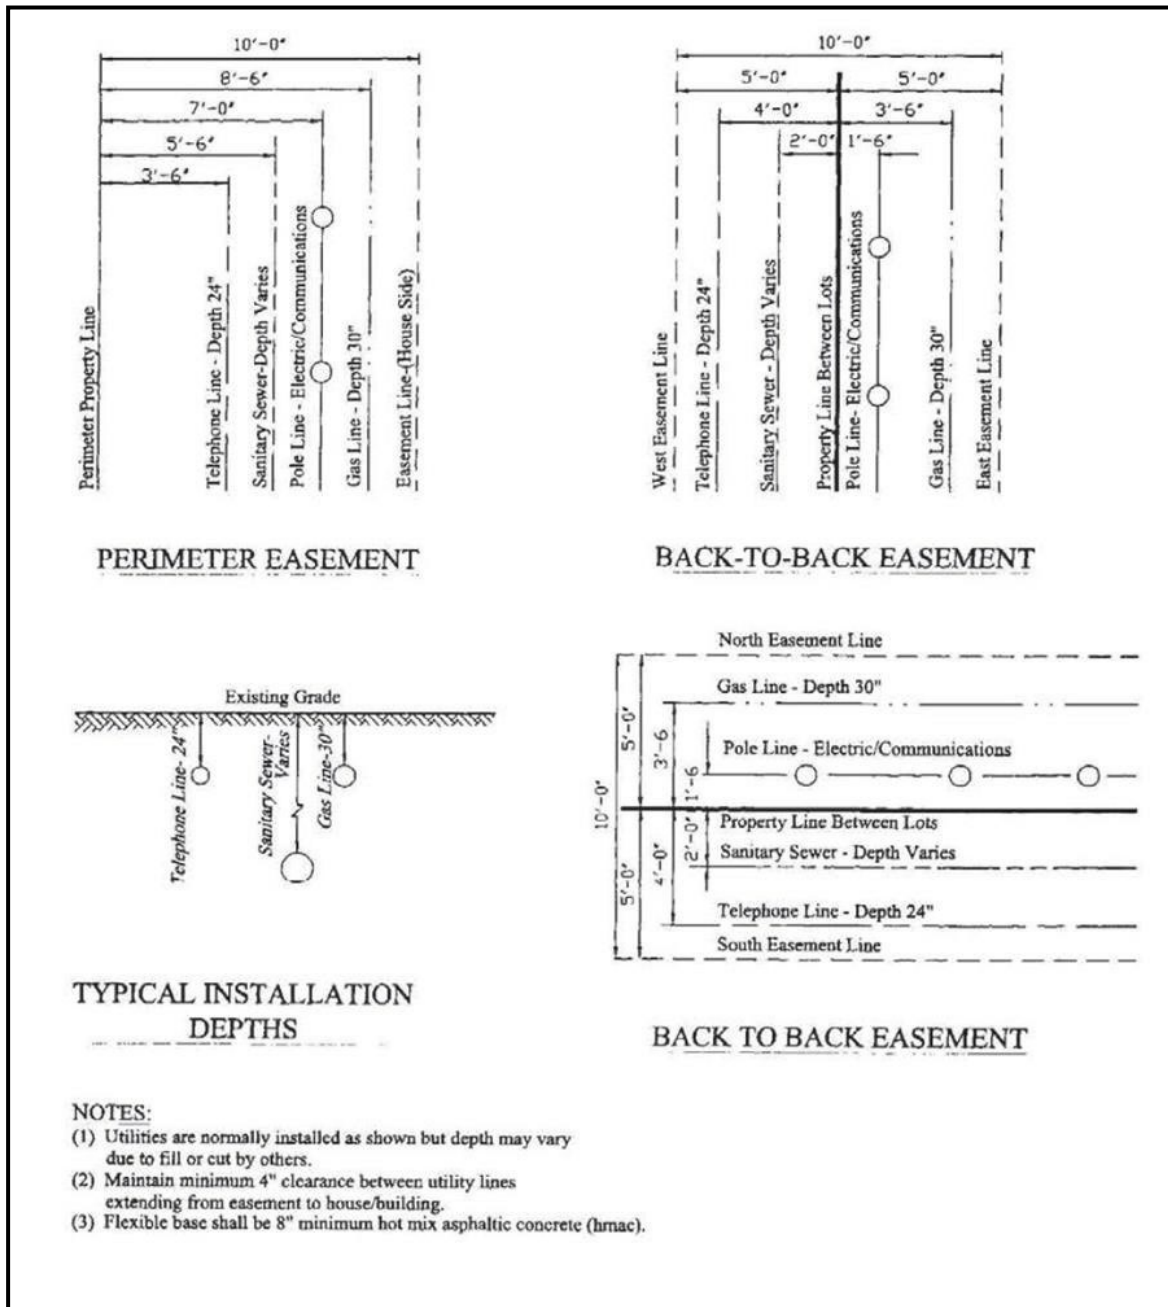 10'-0"
8'-6"
7'-0"
5'-6"
3'-6"
Perimeter Property Line
Telephone Line - Depth 24"
Sanitary Sewer-Depth Varies
Pole Line - Electric/Communications
Gas Line - Depth 30"
Easement Line-(House Side)
PERIMETER EASEMENT
10'-0"
5'-0" 5'-0"
4'-0" 3'-6"
2'-0" 1'-6"
West Easement Line
Telephone Line - Depth 24"
Sanitary Sewer - Depth Varies
Property Line Between Lots
Pole Line- Electric/Communications
Gas Line - Depth 30"
East Easement Line
BACK-TO-BACK EASEMENT
Existing Grade
Telephone Line- 24"
Sanitary Sewer-
Varies
Gas Line-30"
TYPICAL INSTALLATION
DEPTHS
North Easement Line
Gas Line - Depth 30"
Pole Line - Electric/Communications
Property Line Between Lots
Sanitary Sewer - Depth Varies
Telephone Line - Depth 24"
South Easement Line
10'-0"
5'-0"
5'-0"
3'-6
4'-0"
1'-6
2'-0"
BACK TO BACK EASEMENT
NOTES:
(1) Utilities are normally installed as shown but depth may vary
due to fill or cut by others.
(2) Maintain minimum 4" clearance between utility lines
extending from easement to house/building.
(3) Flexible base shall be 8" minimum hot mix asphaltic concrete (hmac).